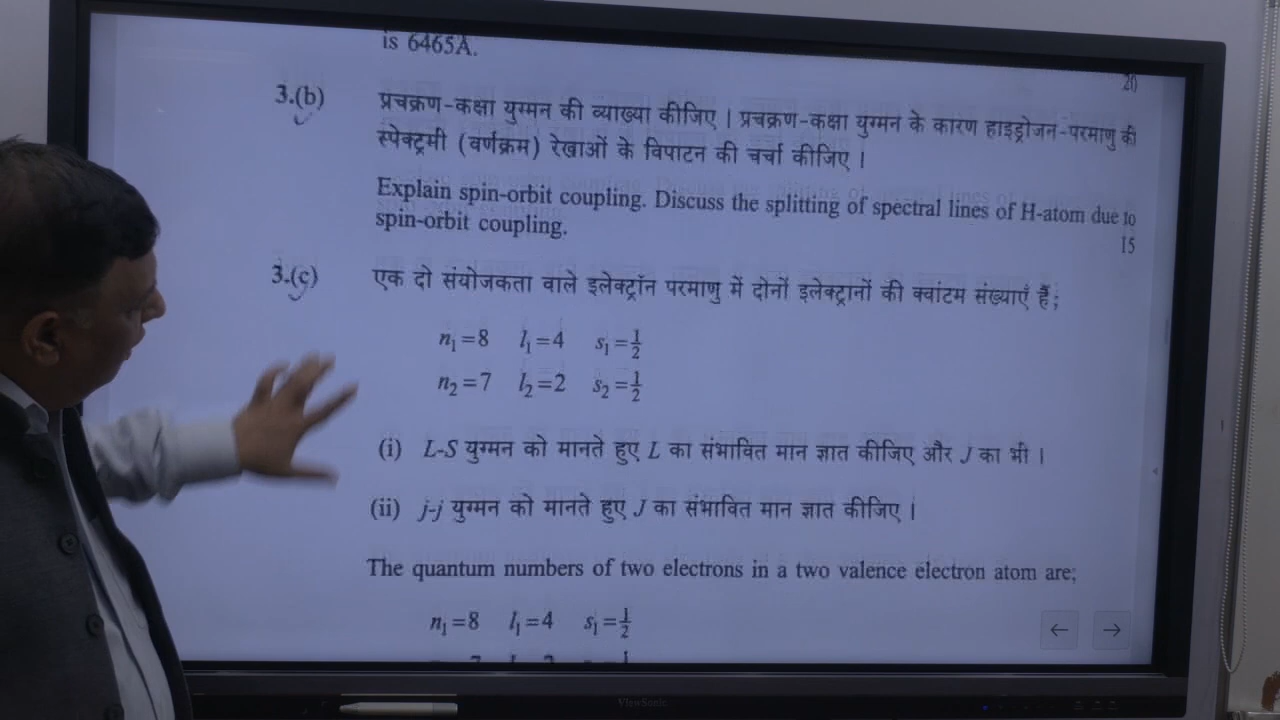 is 6465A.
20
3.(b) प्रचक्रण-कक्षा युग्मन की व्याख्या कीजिए । प्रचक्रण-कक्षा युग्मन के कारण हाइड्रोजन-परमाणु की
स्पेक्ट्रमी (वर्णक्रम) रेखाओं के विपाटन की चर्चा कीजिए ।
Explain spin-orbit coupling. Discuss the splitting of spectral lines of H-atom due to
spin-orbit coupling.
15
3.(c) एक दो संयोजकता वाले इलेक्ट्रॉन परमाणु में दोनों इलेक्ट्रानों की क्वांटम संख्याएँ हैं;
n₁=8 l₁=4 s₁=½
n₂=7 l₂=2 s₂=½
(i) L-S युग्मन को मानते हुए L का संभावित मान ज्ञात कीजिए और J का भी ।
(ii) j-j युग्मन को मानते हुए J का संभावित मान ज्ञात कीजिए ।
The quantum numbers of two electrons in a two valence electron atom are;
n₁=8 l₁=4 s₁=½
ViewSonic